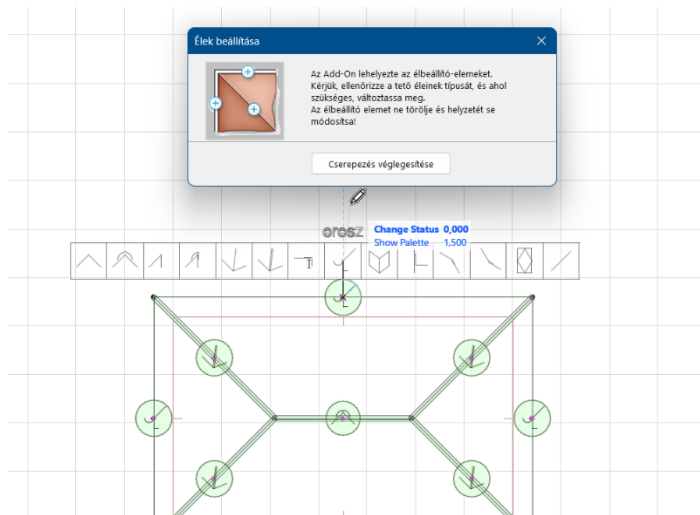 Élek beállítása
Az Add-On lehelyezte az élbeállító-elemeket.
Kérjük, ellenőrizze a tető éleinek típusát, és ahol
szükséges, változtassa meg.
Az élbeállító elemet ne törölje és helyzetét se
módosítsa!
Cserepezés véglegesítése
orosz Change Status 0,000
Show Palette 1,500